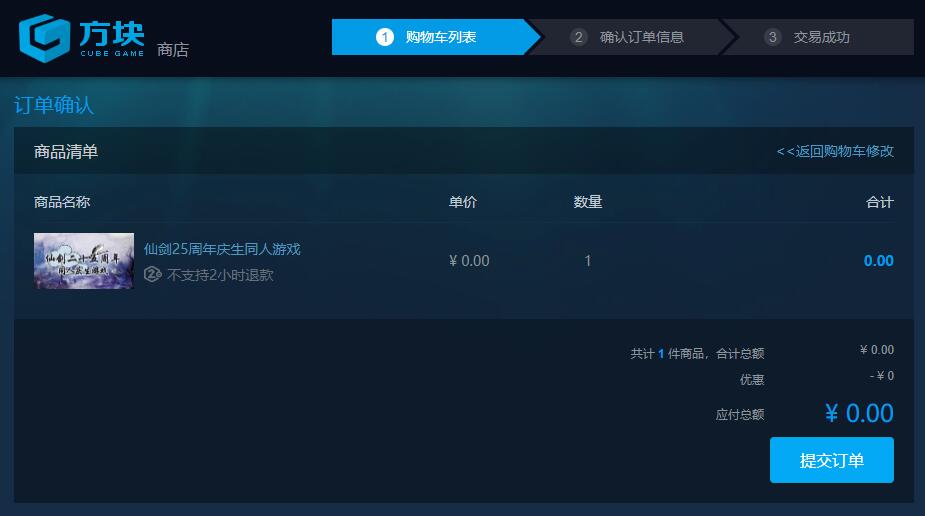 方块
CUBE GAME
商店
1 购物车列表
2 确认订单信息
3 交易成功
订单确认
商品清单
<<返回购物车修改
商品名称 单价 数量 合计
仙剑二十五周年
同人庆生游戏
仙剑25周年庆生同人游戏
不支持2小时退款
¥ 0.00 1 0.00
共计 1 件商品，合计总额 ¥ 0.00
优惠 - ¥ 0
应付总额 ¥ 0.00
提交订单